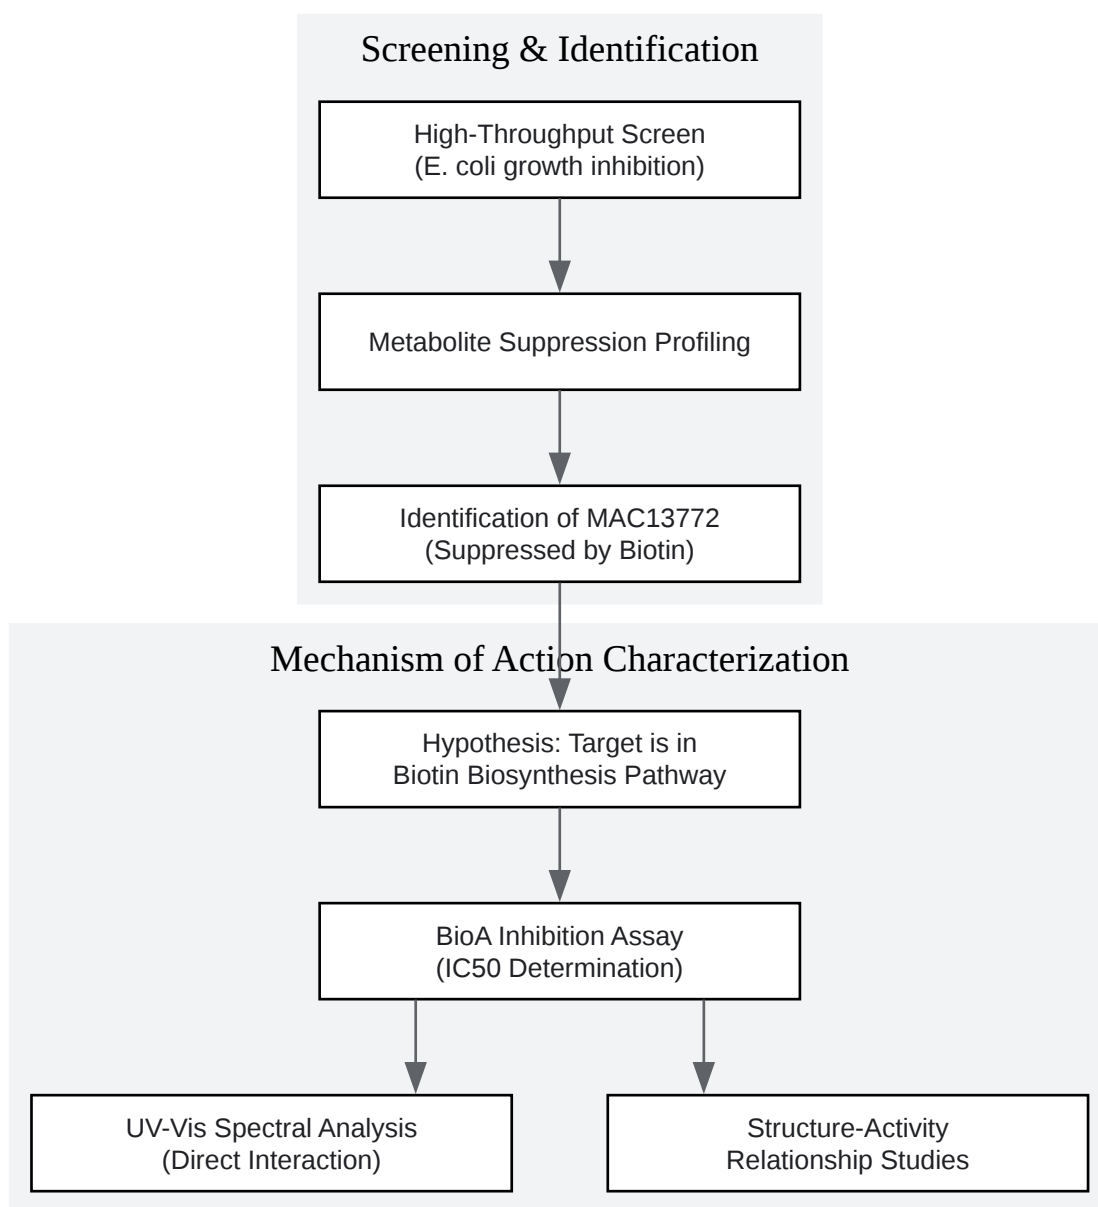 Screening & Identification
High-Throughput Screen
(E. coli growth inhibition)
Metabolite Suppression Profiling
Identification of MAC13772
(Suppressed by Biotin)
Mechanism of Action Characterization
Hypothesis: Target is in
Biotin Biosynthesis Pathway
BioA Inhibition Assay
(IC50 Determination)
UV-Vis Spectral Analysis
(Direct Interaction)
Structure-Activity
Relationship Studies